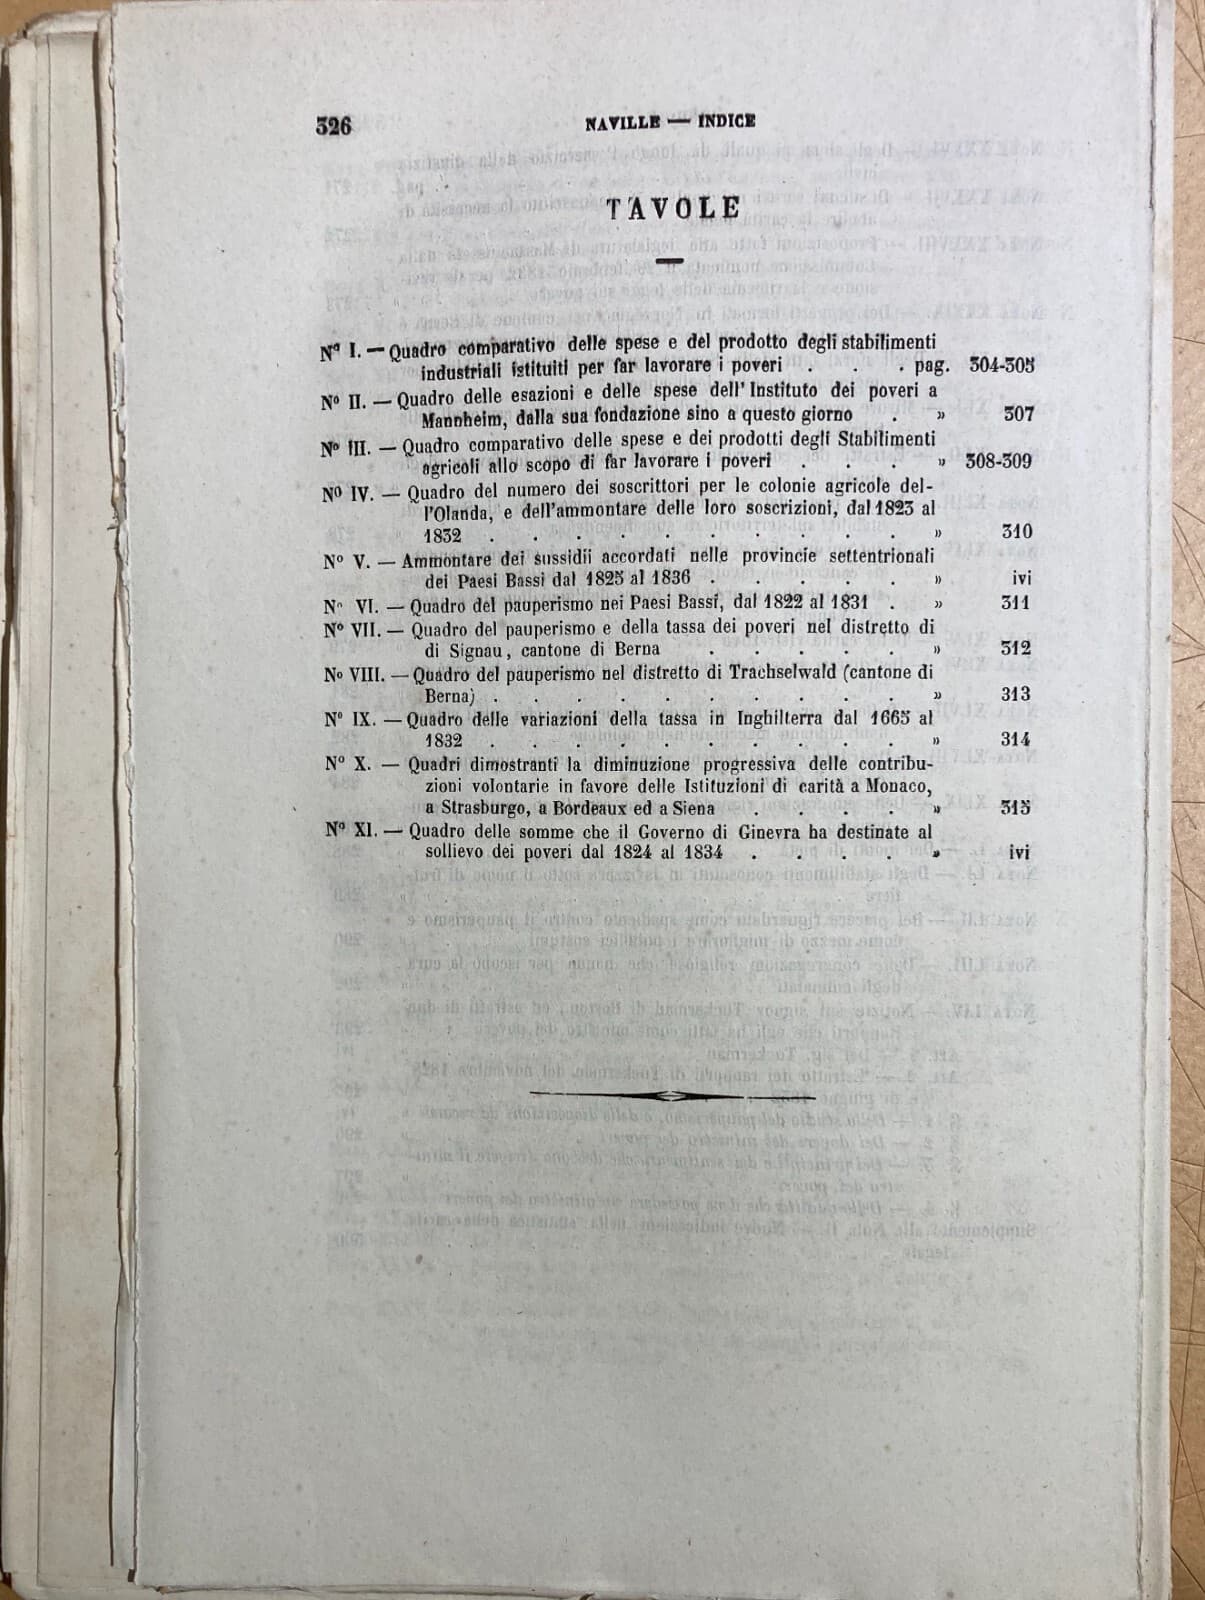 326
NAVILLE — INDICE
TAVOLE
Nº I. — Quadro comparativo delle spese e del prodotto degli stabilimenti
industriali istituiti per far lavorare i poveri . . . pag. 304-305
Nº II. — Quadro delle esazioni e delle spese dell'Instituto dei poveri a
Mannheim, dalla sua fondazione sino a questo giorno . » 307
Nº III. — Quadro comparativo delle spese e dei prodotti degli Stabilimenti
agricoli allo scopo di far lavorare i poveri . . . » 308-309
Nº IV. — Quadro del numero dei soscrittori per le colonie agricole del-
l'Olanda, e dell'ammontare delle loro soscrizioni, dal 1823 al
1832 . . . . . . . . . . » 310
Nº V. — Ammontare dei sussidii accordati nelle provincie settentrionali
dei Paesi Bassi dal 1825 al 1836 . . . . . » ivi
Nº VI. — Quadro del pauperismo nei Paesi Bassi, dal 1822 al 1831 . » 311
Nº VII. — Quadro del pauperismo e della tassa dei poveri nel distretto di
di Signau, cantone di Berna . . . . . » 312
Nº VIII. — Quadro del pauperismo nel distretto di Trachselwald (cantone di
Berna) . . . . . . . . . . » 313
Nº IX. — Quadro delle variazioni della tassa in Inghilterra dal 1665 al
1832 . . . . . . . . . . » 314
Nº X. — Quadri dimostranti la diminuzione progressiva delle contribu-
zioni volontarie in favore delle Istituzioni di carità a Monaco,
a Strasburgo, a Bordeaux ed a Siena . . . . » 315
Nº XI. — Quadro delle somme che il Governo di Ginevra ha destinate al
sollievo dei poveri dal 1824 al 1834 . . . . » ivi